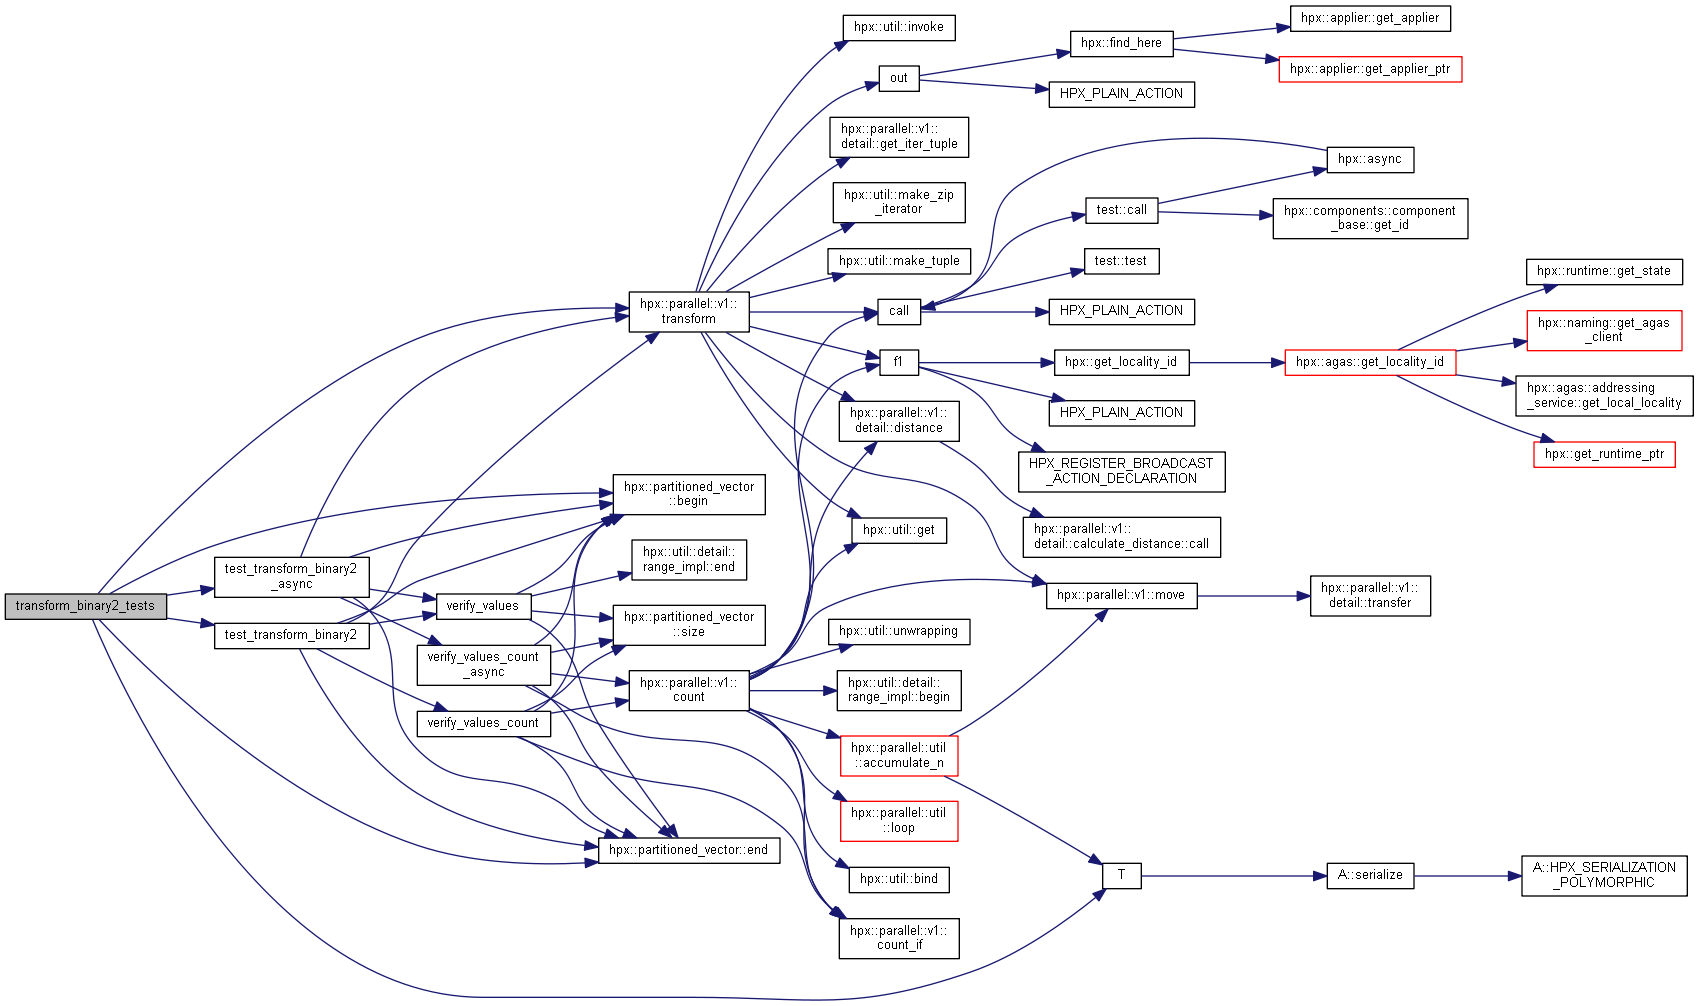 transform_binary2_tests
test_transform_binary2
_async
test_transform_binary2
verify_values
verify_values_count
_async
verify_values_count
hpx::parallel::v1::
transform
hpx::partitioned_vector
::begin
hpx::util::detail::
range_impl::end
hpx::partitioned_vector
::size
hpx::parallel::v1::
count
hpx::partitioned_vector::end
hpx::util::invoke
out
hpx::parallel::v1::
detail::get_iter_tuple
hpx::util::make_zip
_iterator
hpx::util::make_tuple
call
f1
hpx::parallel::v1::
detail::distance
hpx::util::get
hpx::util::unwrapping
hpx::util::detail::
range_impl::begin
hpx::parallel::util
::accumulate_n
hpx::parallel::util
::loop
hpx::util::bind
hpx::parallel::v1::
count_if
hpx::find_here
HPX_PLAIN_ACTION
test::call
test::test
HPX_PLAIN_ACTION
hpx::get_locality_id
HPX_PLAIN_ACTION
HPX_REGISTER_BROADCAST
_ACTION_DECLARATION
hpx::parallel::v1::
detail::calculate_distance::call
hpx::parallel::v1::move
T
hpx::applier::get_applier
hpx::applier::get_applier_ptr
hpx::async
hpx::components::component
_base::get_id
hpx::agas::get_locality_id
hpx::parallel::v1::
detail::transfer
A::serialize
hpx::runtime::get_state
hpx::naming::get_agas
_client
hpx::agas::addressing
_service::get_local_locality
hpx::get_runtime_ptr
A::HPX_SERIALIZATION
_POLYMORPHIC